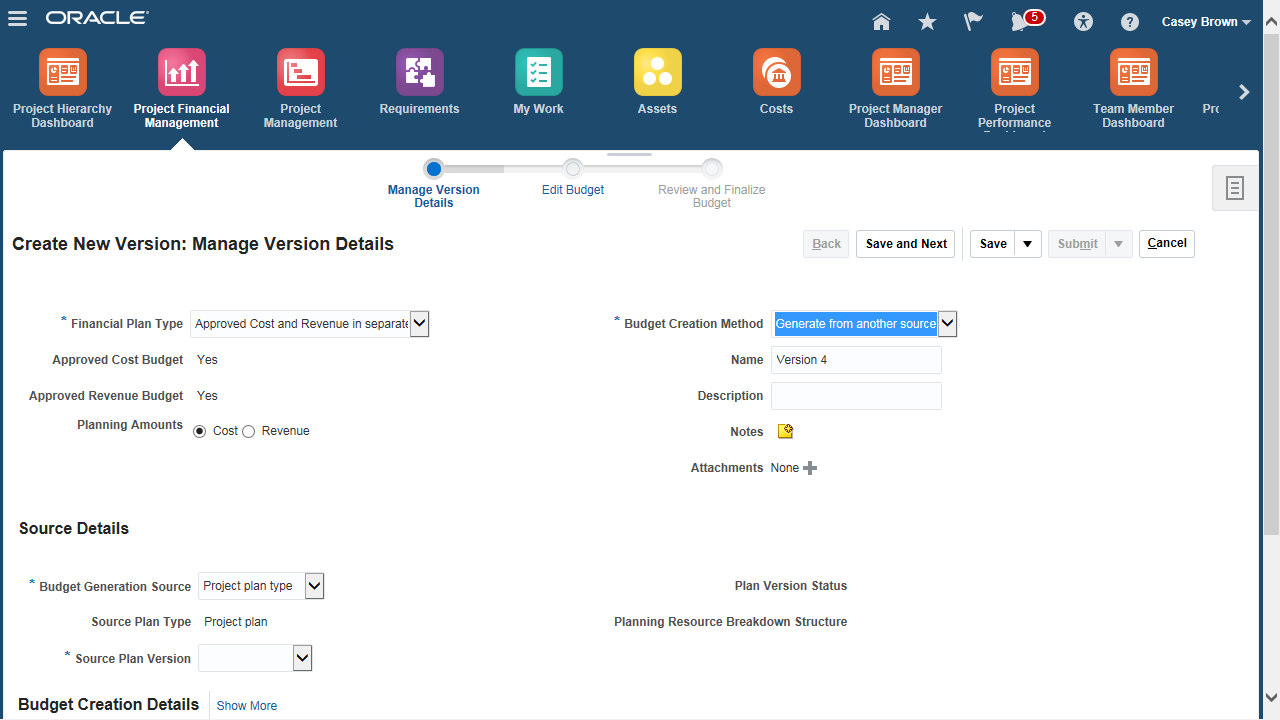 ORACLE
5
Casey Brown
Project Hierarchy
Dashboard
Project Financial
Management
Project
Management
Requirements
My Work
Assets
Costs
Project Manager
Dashboard
Project
Performance
Team Member
Dashboard
Manage Version
Details
Edit Budget
Review and Finalize
Budget
Create New Version: Manage Version Details
Back
Save and Next
Save
Submit
Cancel
* Financial Plan Type
Approved Cost and Revenue in separate
Approved Cost Budget
Yes
Approved Revenue Budget
Yes
Planning Amounts
Cost
Revenue
* Budget Creation Method
Generate from another source
Name
Version 4
Description
Notes
Attachments
None
Source Details
* Budget Generation Source
Project plan type
Source Plan Type
Project plan
* Source Plan Version
Plan Version Status
Planning Resource Breakdown Structure
Budget Creation Details
Show More